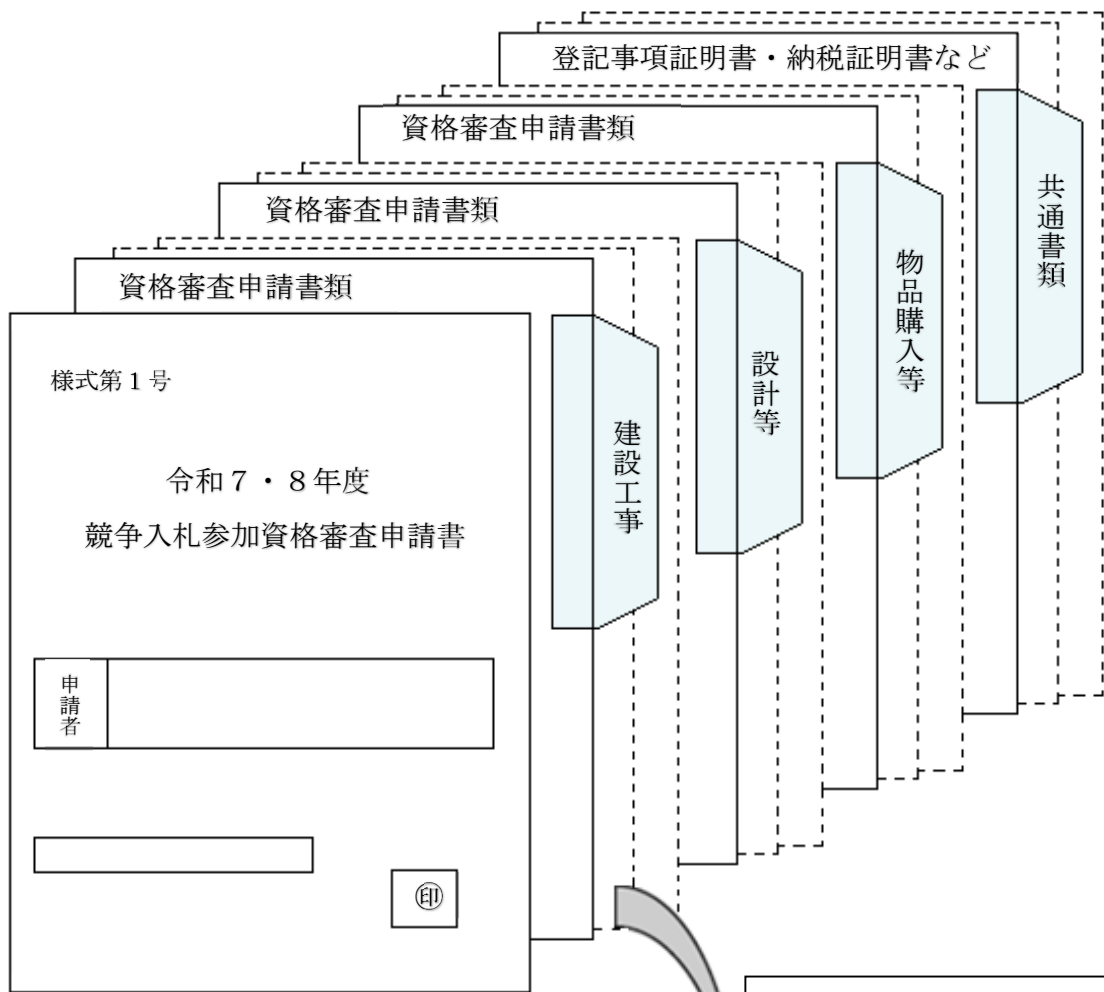 登記事項証明書・納税証明書など
資格審査申請書類
資格審査申請書類
資格審査申請書類
共通書類
物品購入等
設計等
建設工事
様式第１号
令和７・８年度
競争入札参加資格審査申請書
申請者
㊞